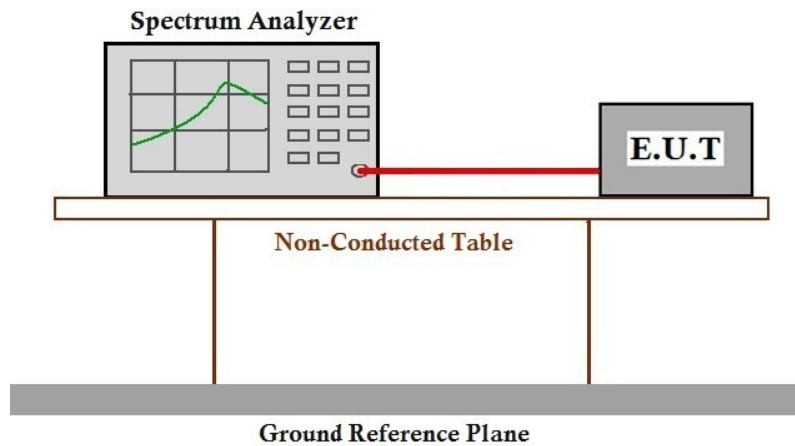 Spectrum Analyzer
E.U.T
Non-Conducted Table
Ground Reference Plane